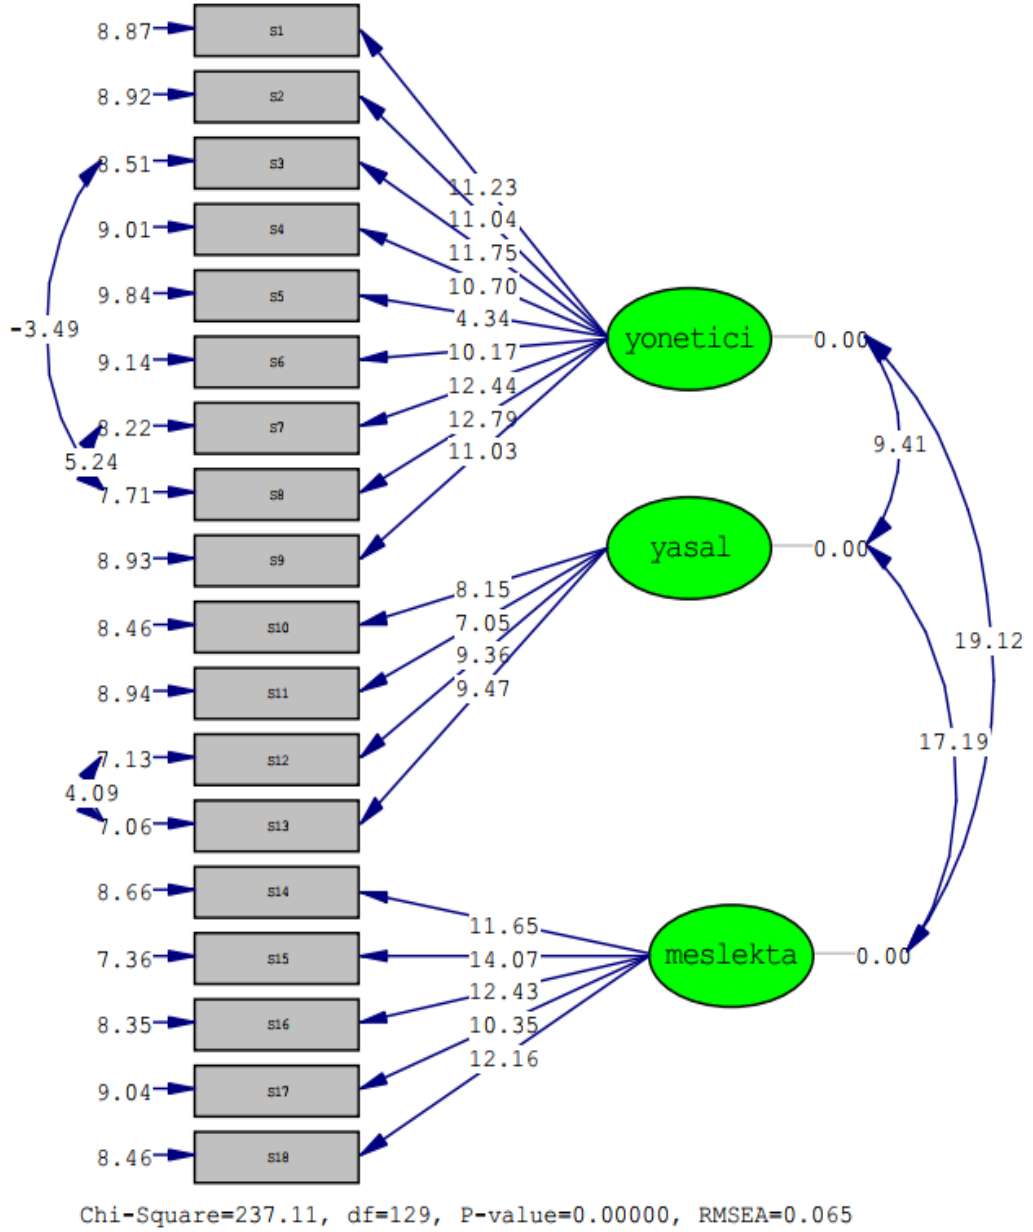 8.87 S1
8.92 S2
8.51 S3
11.23
11.04
9.01 S4
11.75
10.70
9.84 S5
4.34
-3.49
yonetici 0.00
9.14 S6
10.17
12.44
8.22 S7
12.79
9.41
5.24
11.03
7.71 S8
8.93 S9
yasal 0.00
8.15
8.46 S10
7.05
9.36
19.12
8.94 S11
9.47
17.19
7.13 S12
4.09
7.06 S13
8.66 S14
11.65
7.36 S15
14.07
meslekta 0.00
12.43
8.35 S16
10.35
12.16
9.04 S17
8.46 S18
Chi-Square=237.11, df=129, P-value=0.00000, RMSEA=0.065